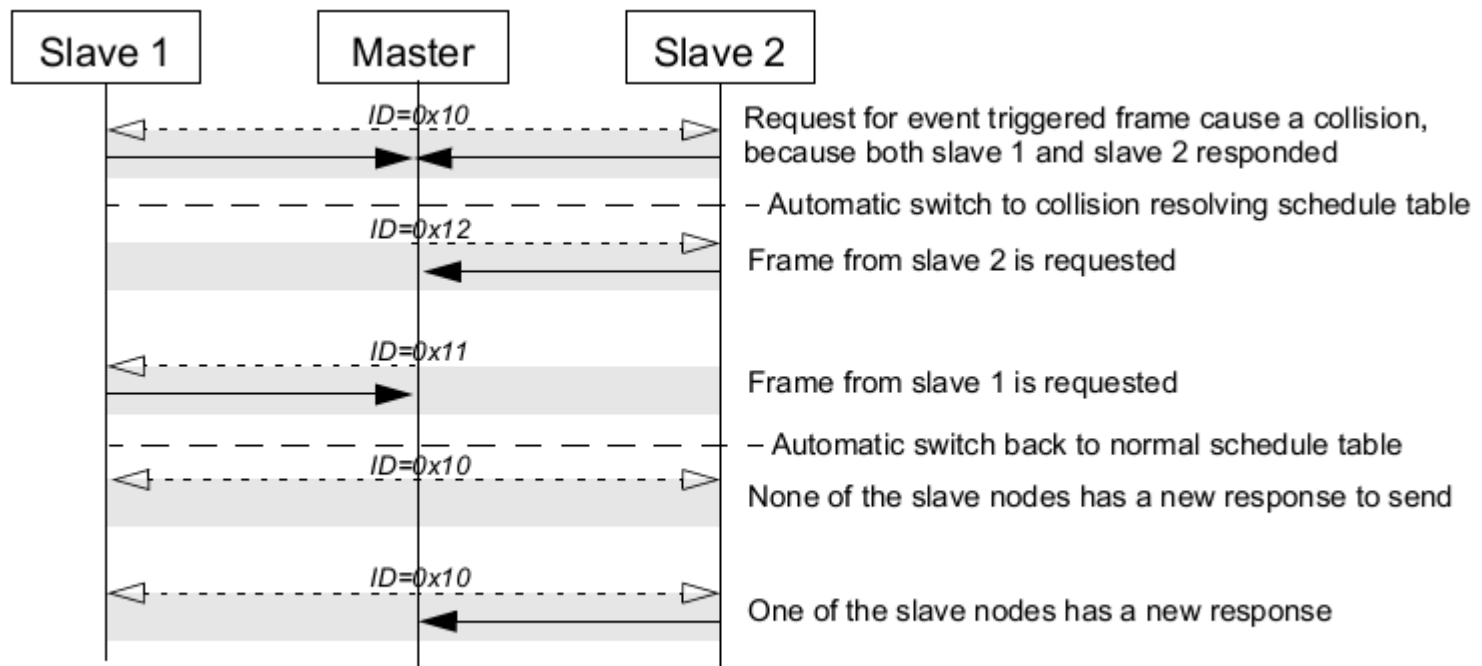 Slave 1
Master
Slave 2
ID=0x10
Request for event triggered frame cause a collision,
because both slave 1 and slave 2 responded
Automatic switch to collision resolving schedule table
ID=0x12
Frame from slave 2 is requested
ID=0x11
Frame from slave 1 is requested
Automatic switch back to normal schedule table
ID=0x10
None of the slave nodes has a new response to send
ID=0x10
One of the slave nodes has a new response